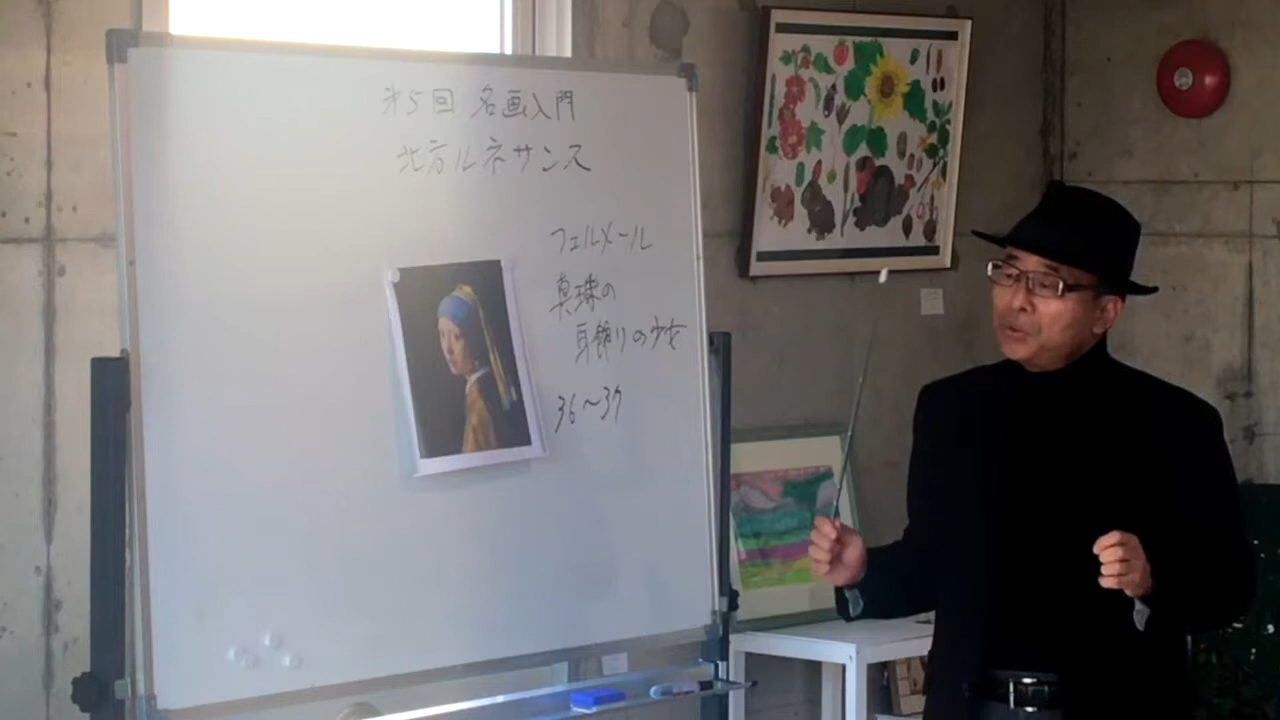 第5回 名画入門
北方ルネサンス
フェルメール
真珠の
耳飾りの少女
36〜37